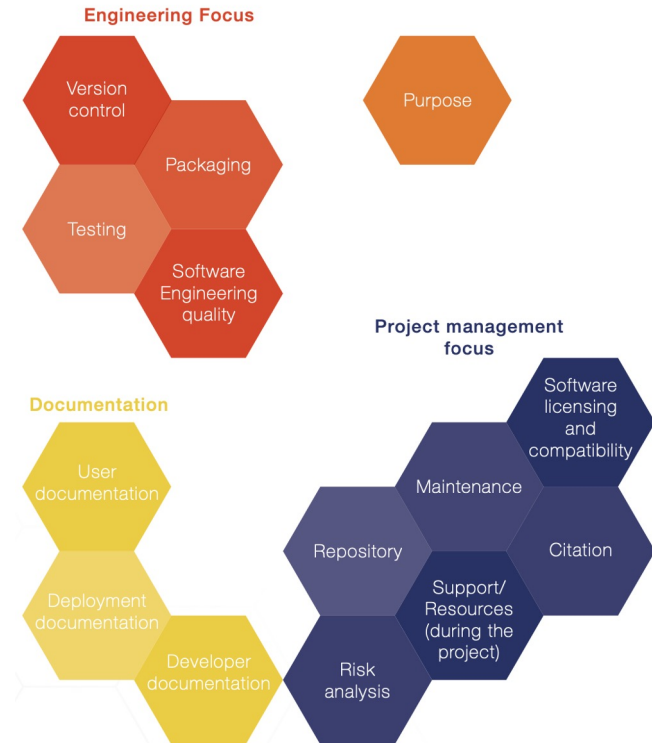 Engineering Focus
Version
control
Packaging
Testing
Software
Engineering
quality
Purpose
Documentation
User
documentation
Deployment
documentation
Developer
documentation
Project management
focus
Software
licensing
and
compatibility
Maintenance
Repository
Citation
Support/
Resources
(during the
project)
Risk
analysis